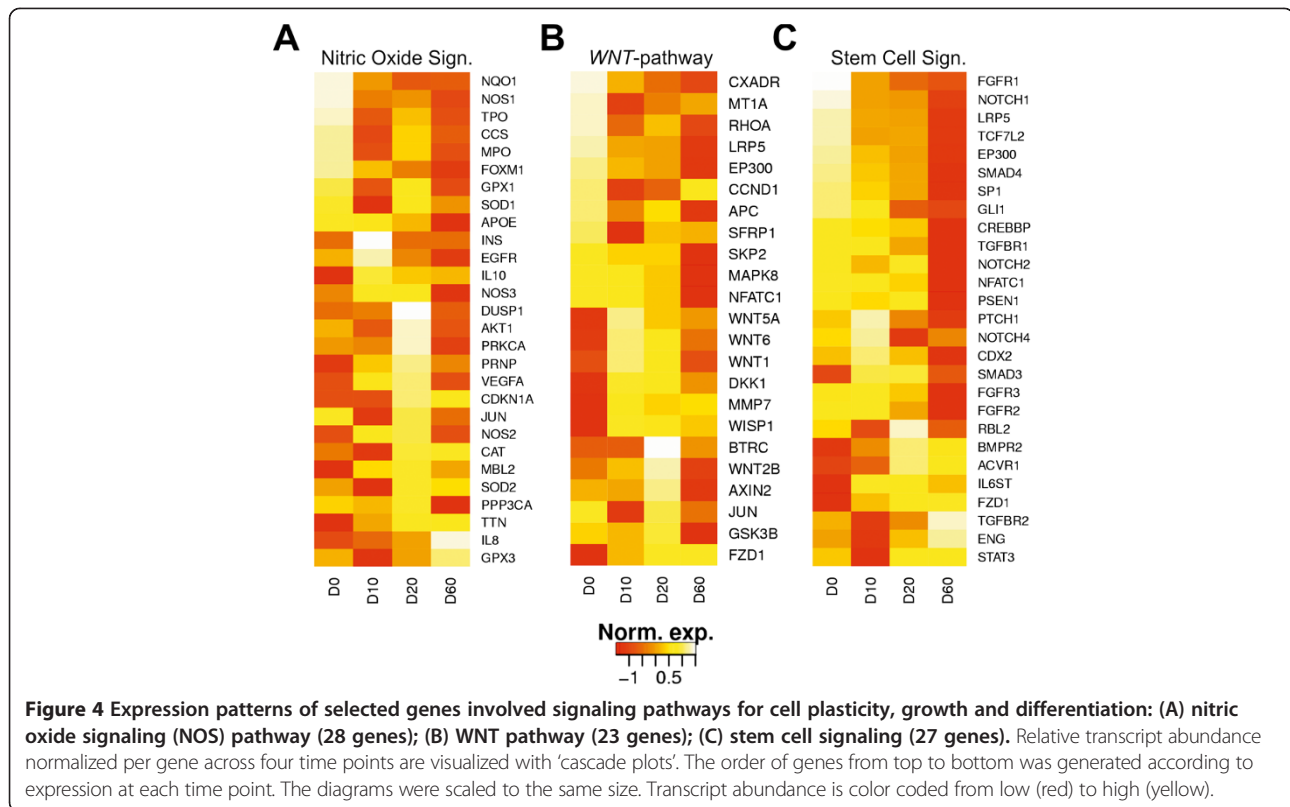 A
Nitric Oxide Sign.
NQO1
NOS1
TPO
CCS
MPO
FOXM1
GPX1
SOD1
APOE
INS
EGFR
IL10
NOS3
DUSP1
AKT1
PRKCA
PRNP
VEGFA
CDKN1A
JUN
NOS2
CAT
MBL2
SOD2
PPP3CA
TTN
IL8
GPX3
D0 D10 D20 D60
B
WNT-pathway
CXADR
MT1A
RHOA
LRP5
EP300
CCND1
APC
SFRP1
SKP2
MAPK8
NFATC1
WNT5A
WNT6
WNT1
DKK1
MMP7
WISP1
BTRC
WNT2B
AXIN2
JUN
GSK3B
FZD1
D0 D10 D20 D60
C
Stem Cell Sign.
FGFR1
NOTCH1
LRP5
TCF7L2
EP300
SMAD4
SP1
GLI1
CREBBP
TGFBR1
NOTCH2
NFATC1
PSEN1
PTCH1
NOTCH4
CDX2
SMAD3
FGFR3
FGFR2
RBL2
BMPR2
ACVR1
IL6ST
FZD1
TGFBR2
ENG
STAT3
D0 D10 D20 D60
Norm. exp.
−1 0.5
Figure 4 Expression patterns of selected genes involved signaling pathways for cell plasticity, growth and differentiation: (A) nitric
oxide signaling (NOS) pathway (28 genes); (B) WNT pathway (23 genes); (C) stem cell signaling (27 genes). Relative transcript abundance
normalized per gene across four time points are visualized with ‘cascade plots’. The order of genes from top to bottom was generated according to
expression at each time point. The diagrams were scaled to the same size. Transcript abundance is color coded from low (red) to high (yellow).